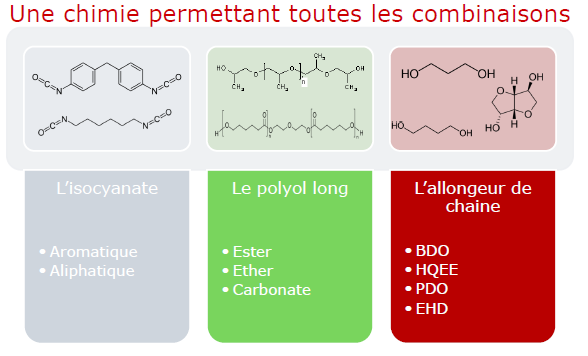 Une chimie permettant toutes les combinaisons
L'isocyanate
• Aromatique
• Aliphatique
Le polyol long
• Ester
• Ether
• Carbonate
L'allongeur de
chaine
• BDO
• HQEE
• PDO
• EHD